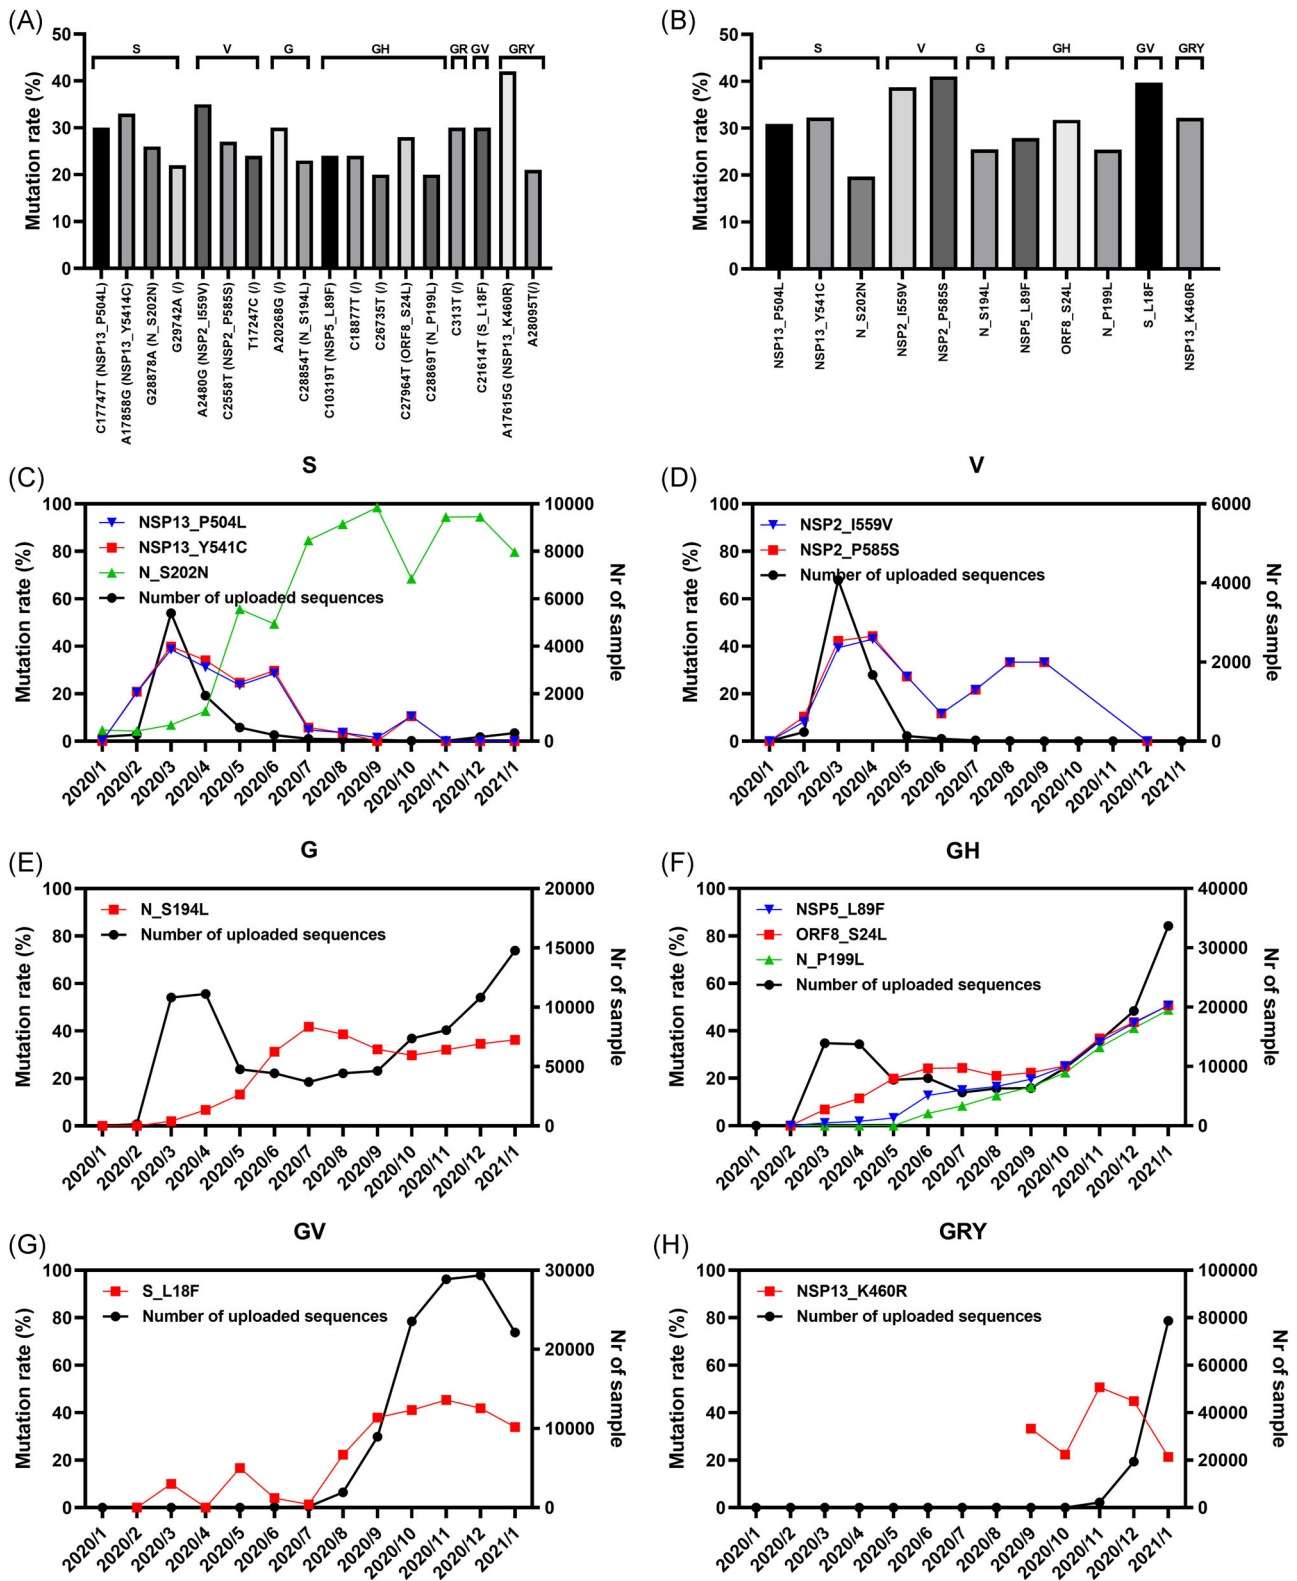 (A)
Mutation rate (%)
50
40
30
20
10
0
S V G GH GR GV GRY
C17747T (NSP13_P504L)
A17858G (NSP13_Y5414C)
G28878A (N_S202N)
G29742A (/)
A2480G (NSP2_I559V)
C2558T (NSP2_P585S)
T17247C (/)
A20268G (/)
C28854T (N_S194L)
C10319T (NSP5_L89F)
C18877T (/)
C26735T (/)
C27964T (ORF8_S24L)
C28869T (N_P199L)
C313T (/)
C21614T (S_L18F)
A17615G (NSP13_K460R)
A28095T(/)
(B)
Mutation rate (%)
50
40
30
20
10
0
S V G GH GV GRY
NSP13_P504L
NSP13_Y541C
N_S202N
NSP2_I559V
NSP2_P585S
N_S194L
NSP5_L89F
ORF8_S24L
N_P199L
S_L18F
NSP13_K460R
(C)
S
Mutation rate (%)
100
80
60
40
20
0
NSP13_P504L
NSP13_Y541C
N_S202N
Number of uploaded sequences
10000
8000
6000
4000
2000
0
Nr of sample
2020/1 2020/2 2020/3 2020/4 2020/5 2020/6 2020/7 2020/8 2020/9 2020/10 2020/11 2020/12 2021/1
(D)
V
Mutation rate (%)
100
80
60
40
20
0
NSP2_I559V
NSP2_P585S
Number of uploaded sequences
6000
4000
2000
0
Nr of sample
2020/1 2020/2 2020/3 2020/4 2020/5 2020/6 2020/7 2020/8 2020/9 2020/10 2020/11 2020/12 2021/1
(E)
G
Mutation rate (%)
100
80
60
40
20
0
N_S194L
Number of uploaded sequences
20000
15000
10000
5000
0
Nr of sample
2020/1 2020/2 2020/3 2020/4 2020/5 2020/6 2020/7 2020/8 2020/9 2020/10 2020/11 2020/12 2021/1
(F)
GH
Mutation rate (%)
100
80
60
40
20
0
NSP5_L89F
ORF8_S24L
N_P199L
Number of uploaded sequences
40000
30000
20000
10000
0
Nr of sample
2020/1 2020/2 2020/3 2020/4 2020/5 2020/6 2020/7 2020/8 2020/9 2020/10 2020/11 2020/12 2021/1
(G)
GV
Mutation rate (%)
100
80
60
40
20
0
S_L18F
Number of uploaded sequences
30000
20000
10000
0
Nr of sample
2020/1 2020/2 2020/3 2020/4 2020/5 2020/6 2020/7 2020/8 2020/9 2020/10 2020/11 2020/12 2021/1
(H)
GRY
Mutation rate (%)
100
80
60
40
20
0
NSP13_K460R
Number of uploaded sequences
100000
80000
60000
40000
20000
0
Nr of sample
2020/1 2020/2 2020/3 2020/4 2020/5 2020/6 2020/7 2020/8 2020/9 2020/10 2020/11 2020/12 2021/1